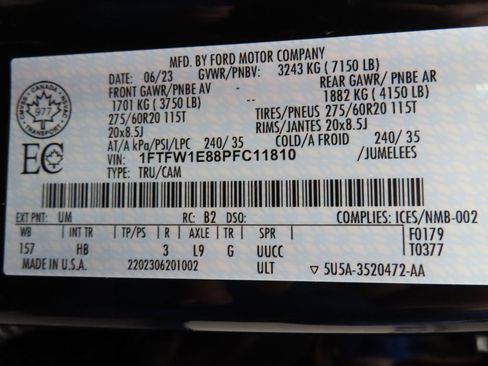 MFD. BY FORD MOTOR COMPANY
DATE: 06/23 GVWR/PNBV: 3243 KG (7150 LB)
FRONT GAWR/PNBE AV REAR GAWR/ PNBE AR
1701 KG (3750 LB) 1882 KG (4150 LB)
275/60R20 115T TIRES/PNEUS 275/60R20 115T
20x8.5J RIMS/JANTES 20x8.5J
AT/A kPa/PSI/LPC 240/ 35 COLD/A FROID 240/ 35
VIN: 1FTFW1E88PFC11810 /JUMELEES
TYPE: TRU/CAM
CANADA
977
TRANSPORT
EC
EXT PNT: UM RC: B2 DSO: COMPLIES: ICES/NMB-002
WB INT TR TP/PS R AXLE TR SPR F0179
157 HB 3 L9 G UUCC T0377
MADE IN U.S.A. 2202306201002 ULT ▽ 5U5A-3520472-AA